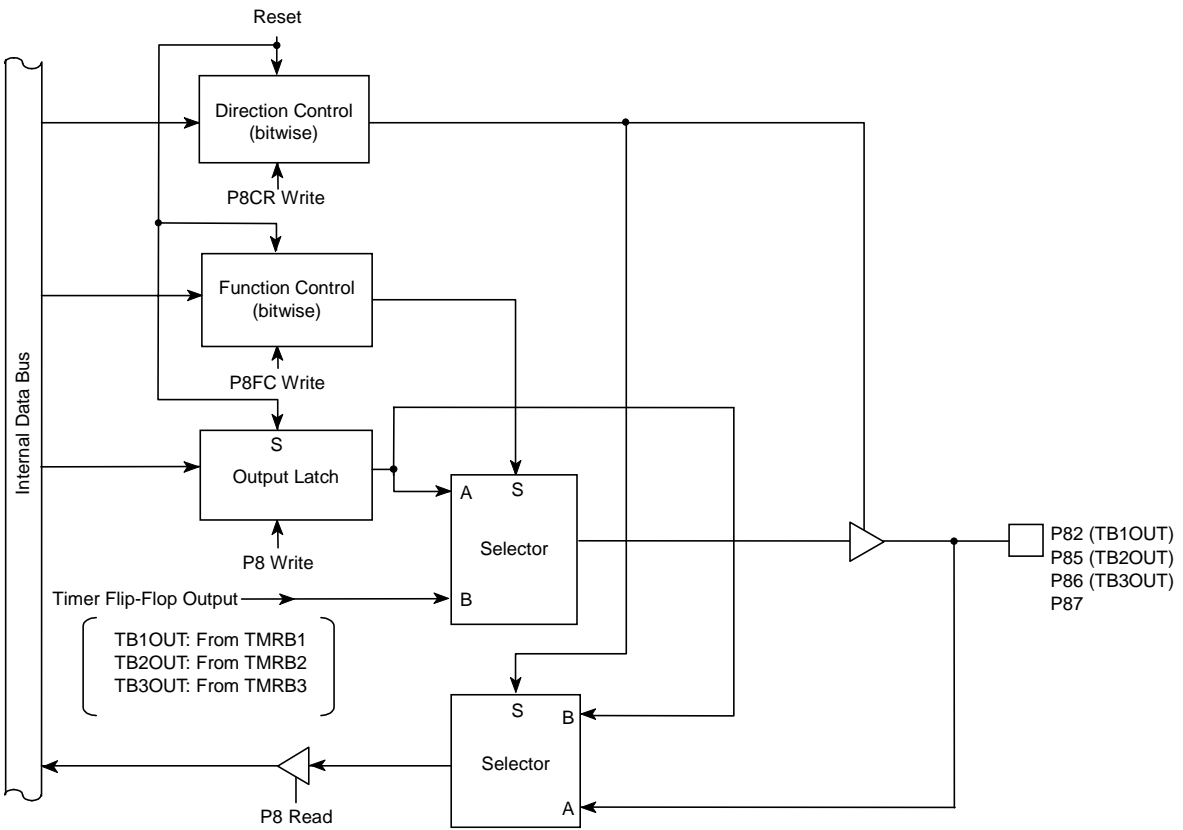 Reset
Direction Control
(bitwise)
P8CR Write
Function Control
(bitwise)
P8FC Write
Internal Data Bus
S
Output Latch
P8 Write
A
S
Selector
B
Timer Flip-Flop Output
TB1OUT: From TMRB1
TB2OUT: From TMRB2
TB3OUT: From TMRB3
P82 (TB1OUT)
P85 (TB2OUT)
P86 (TB3OUT)
P87
S
B
Selector
A
P8 Read